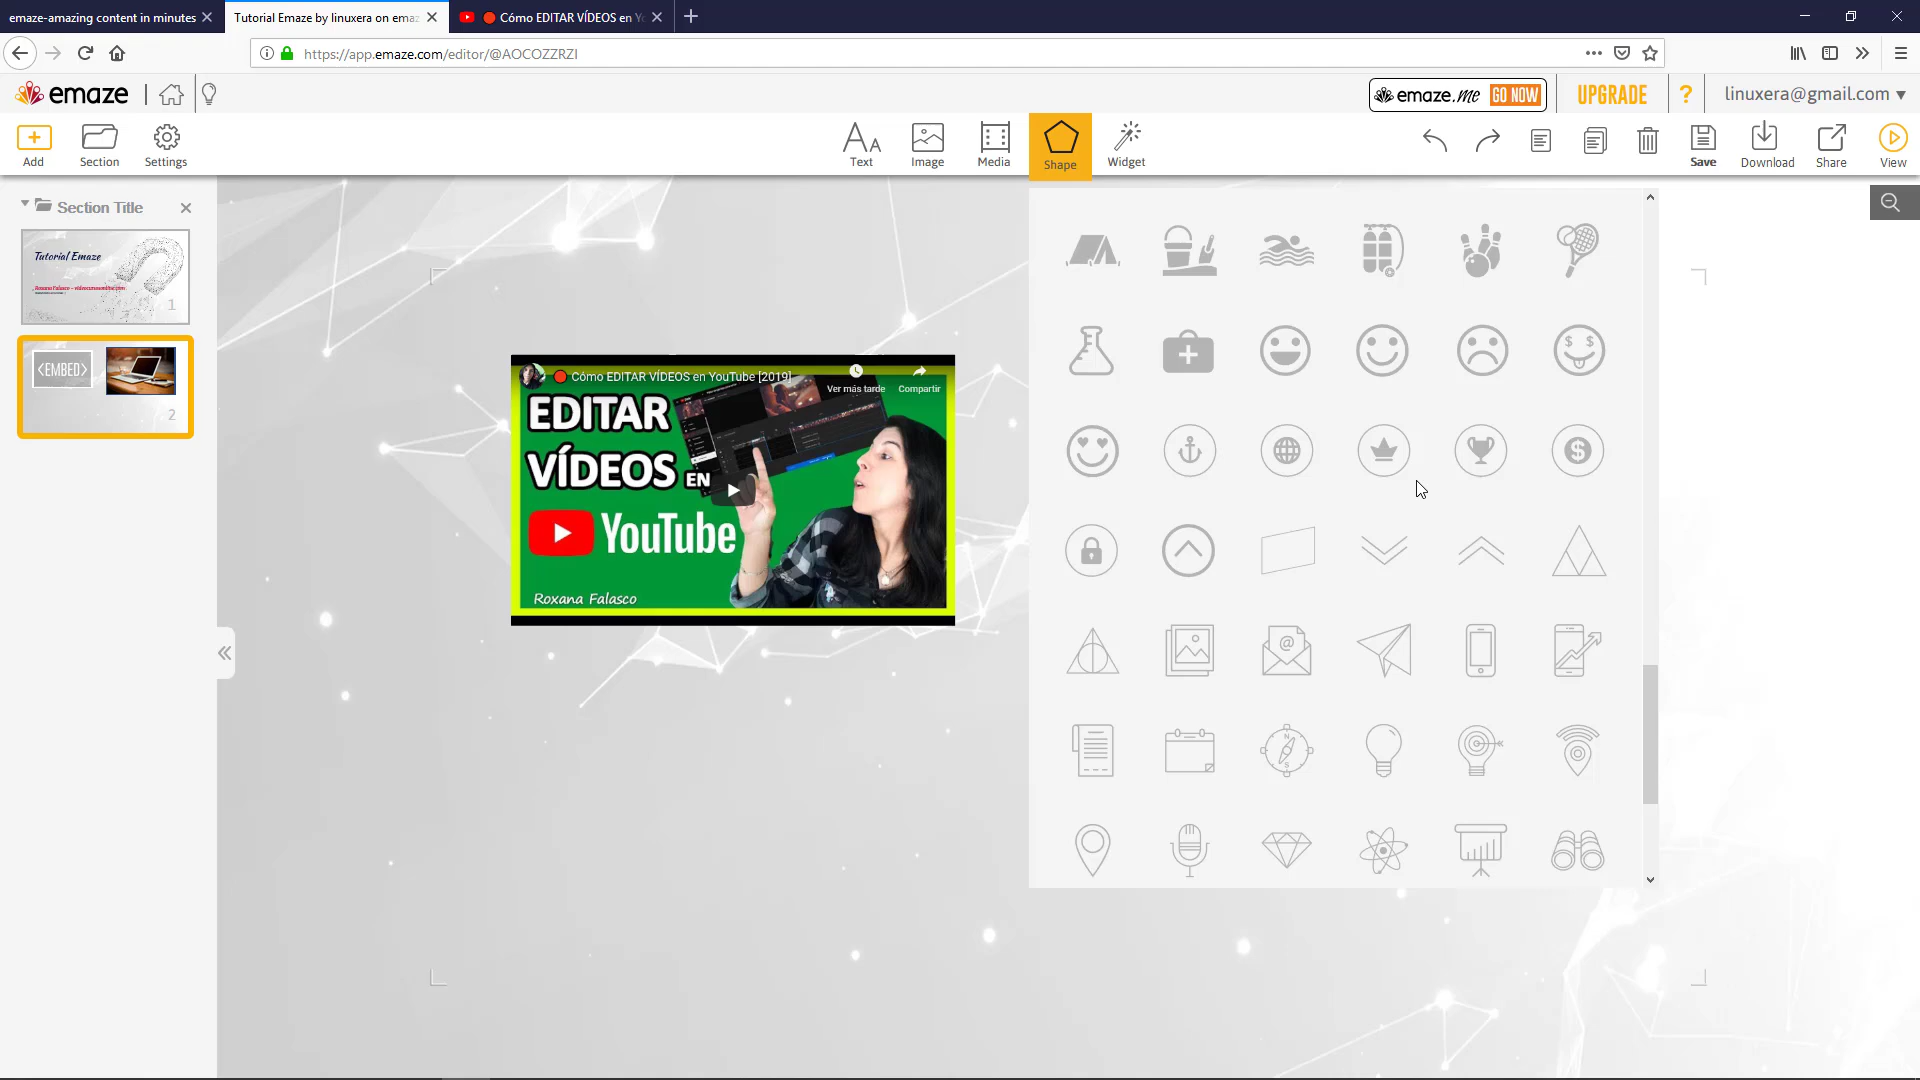 emaze-amazing content in minutes
Tutorial Emaze by linuxera on emaz
Cómo EDITAR VÍDEOS en Yo
https://app.emaze.com/editor/@AOCOZZRZI
emaze
emaze.me GO NOW
UPGRADE
?
linuxera@gmail.com
Add
Section
Settings
Text
Image
Media
Shape
Widget
Save
Download
Share
View
Section Title
Tutorial Emaze
1
<EMBED>
2
Cómo EDITAR VÍDEOS en YouTube [2019]
Ver más tarde
Compartir
EDITAR
VÍDEOS EN
YouTube
Roxana Falasco